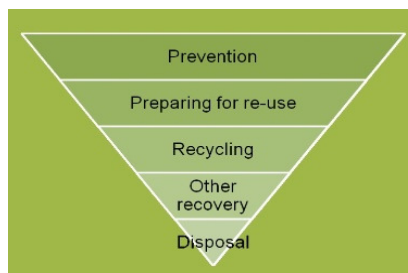 Prevention
Preparing for re-use
Recycling
Other
recovery
Disposal